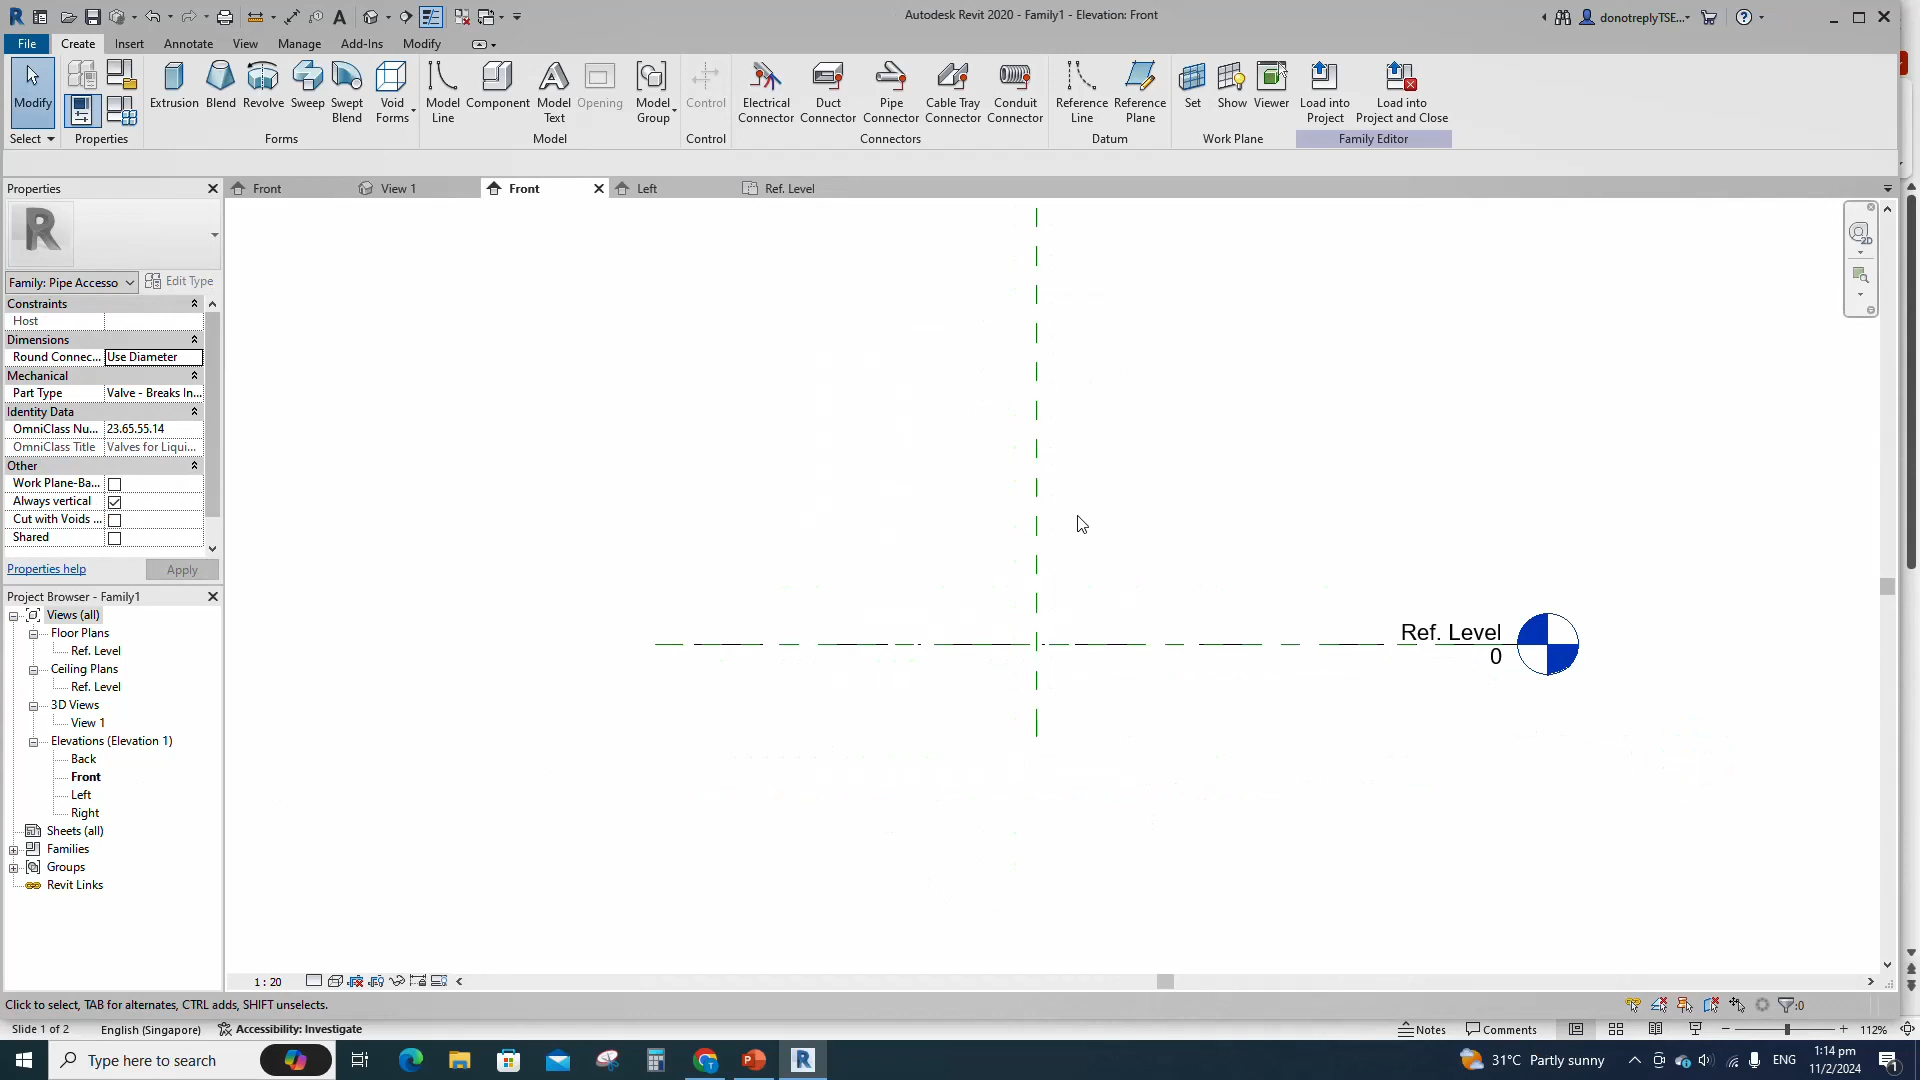 Autodesk Revit 2020 - Family1 - Elevation: Front
donotreplyTSE...
File Create Insert Annotate View Manage Add-Ins Modify
Modify
Extrusion Blend Revolve Sweep Swept Blend Void Forms
Model Line Component Model Text Opening Model Group
Control
Electrical Connector Duct Connector Pipe Connector Cable Tray Connector Conduit Connector
Reference Line Reference Plane
Set Show Viewer
Load into Project Load into Project and Close
Select Properties Forms Model Control Connectors Datum Work Plane Family Editor
Properties
Front View 1 Front Left Ref. Level
R
2D
Family: Pipe Accesso Edit Type
Constraints
Host
Dimensions
Round Connec... Use Diameter
Mechanical
Part Type Valve - Breaks In...
Identity Data
OmniClass Nu... 23.65.55.14
OmniClass Title Valves for Liqui...
Other
Work Plane-Ba...
Always vertical
Cut with Voids ...
Shared
Properties help Apply
Project Browser - Family1
Views (all)
Floor Plans
Ref. Level
Ceiling Plans
Ref. Level
3D Views
View 1
Elevations (Elevation 1)
Back
Front
Left
Right
Sheets (all)
Families
Groups
Revit Links
Ref. Level
0
1 : 20
Click to select, TAB for alternates, CTRL adds, SHIFT unselects.
:0
Slide 1 of 2 English (Singapore) Accessibility: Investigate Notes Comments 112%
Type here to search
31°C Partly sunny ENG
1:14 pm
11/2/2024
1